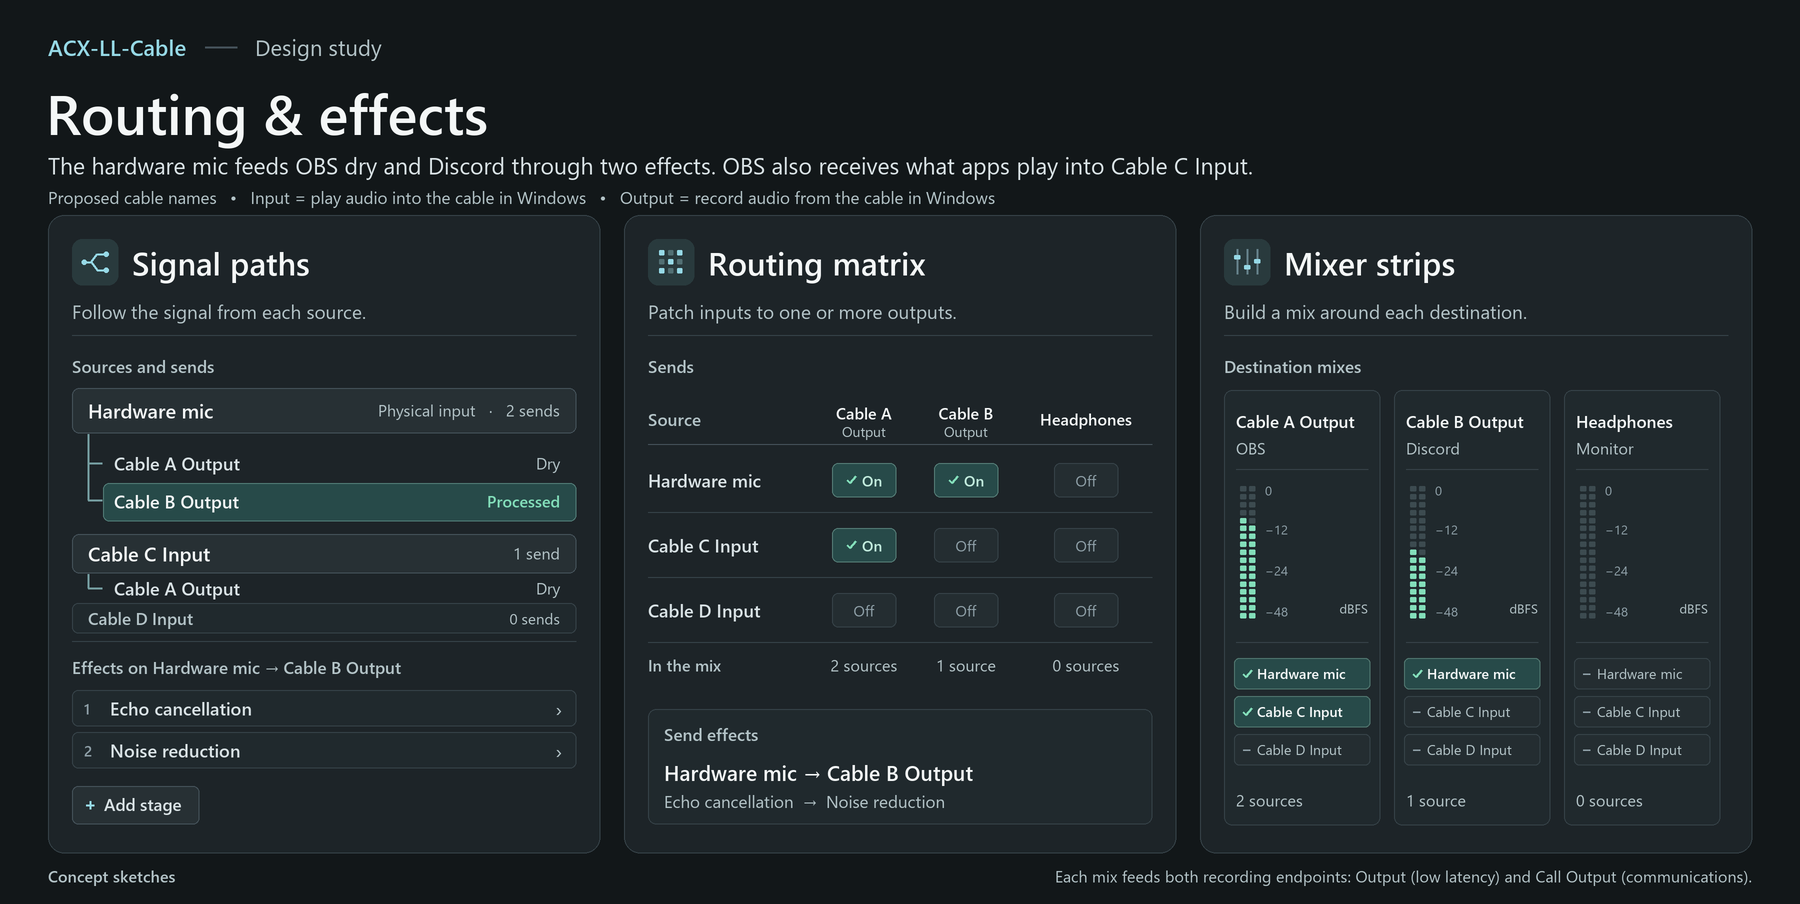 ACX-LL-Cable — Design study
Routing & effects
The hardware mic feeds OBS dry and Discord through two effects. OBS also receives what apps play into Cable C Input.
Proposed cable names • Input = play audio into the cable in Windows • Output = record audio from the cable in Windows
Signal paths
Follow the signal from each source.
Sources and sends
Hardware mic Physical input · 2 sends
Cable A Output Dry
Cable B Output Processed
Cable C Input 1 send
Cable A Output Dry
Cable D Input 0 sends
Effects on Hardware mic → Cable B Output
1 Echo cancellation ›
2 Noise reduction ›
+ Add stage
Routing matrix
Patch inputs to one or more outputs.
Sends
Source Cable A Output Cable B Output Headphones
Hardware mic ✓ On ✓ On Off
Cable C Input ✓ On Off Off
Cable D Input Off Off Off
In the mix 2 sources 1 source 0 sources
Send effects
Hardware mic → Cable B Output
Echo cancellation → Noise reduction
Mixer strips
Build a mix around each destination.
Destination mixes
Cable A Output
OBS
0
−12
−24
−48 dBFS
✓ Hardware mic
✓ Cable C Input
− Cable D Input
2 sources
Cable B Output
Discord
0
−12
−24
−48 dBFS
✓ Hardware mic
− Cable C Input
− Cable D Input
1 source
Headphones
Monitor
0
−12
−24
−48 dBFS
− Hardware mic
− Cable C Input
− Cable D Input
0 sources
Concept sketches
Each mix feeds both recording endpoints: Output (low latency) and Call Output (communications).